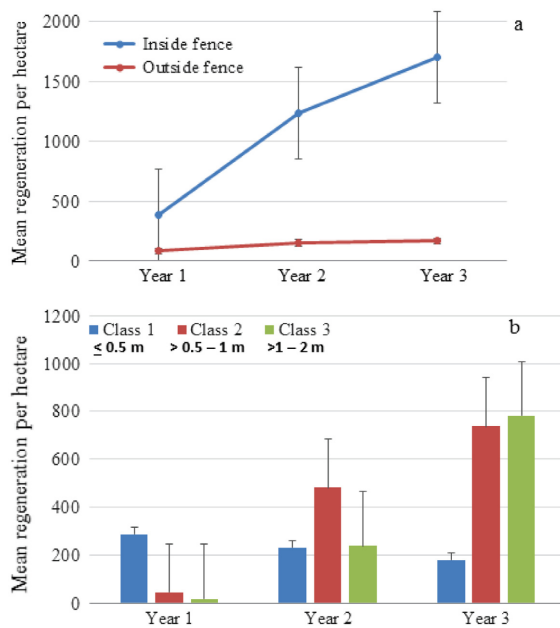 a
Mean regeneration per hectare
2000
1500
1000
500
0
Inside fence
Outside fence
Year 1 Year 2 Year 3
b
Mean regeneration per hectare
1200
1000
800
600
400
200
0
Class 1 Class 2 Class 3
≤ 0.5 m > 0.5 – 1 m >1 – 2 m
Year 1 Year 2 Year 3